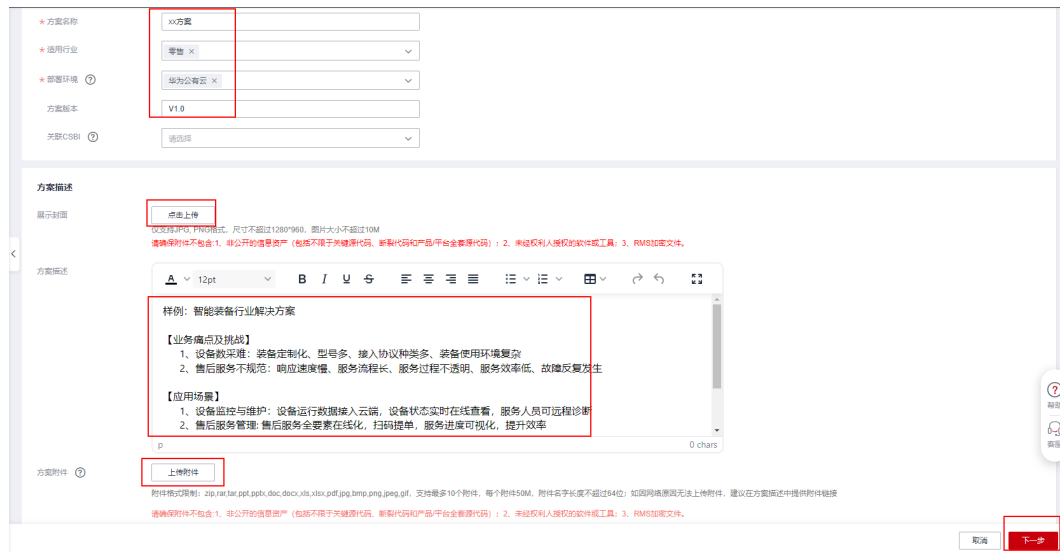 * 方案名称 xx方案
* 适用行业 零售 ×
* 部署环境 ? 华为公有云 ×
方案版本 V1.0
关联CSBI ? 请选择
方案描述
展示封面 点击上传
仅支持JPG, PNG格式，尺寸不超过1280*960，图片大小不超过10M
请确保附件不包含:1、非公开的信息资产（包括不限于关键源代码、断裂代码和产品/平台全套源代码）；2、未经权利人授权的软件或工具；3、RMS加密文件。
方案描述
A 12pt B I U S
样例：智能装备行业解决方案
【业务痛点及挑战】
1、设备数采难：装备定制化、型号多、接入协议种类多、装备使用环境复杂
2、售后服务不规范：响应速度慢、服务流程长、服务过程不透明、服务效率低、故障反复发生
【应用场景】
1、设备监控与维护：设备运行数据接入云端，设备状态实时在线查看，服务人员可远程诊断
2、售后服务管理: 售后服务全要素在线化，扫码提单，服务进度可视化，提升效率
p 0 chars
? 帮助
客服
方案附件 ? 上传附件
附件格式限制：zip,rar,tar,ppt,pptx,doc,docx,xls,xlsx,pdf,jpg,bmp,png,jpeg,gif，支持最多10个附件，每个附件50M，附件名字长度不超过64位；如因网络原因无法上传附件，建议在方案描述中提供附件链接
请确保附件不包含:1、非公开的信息资产（包括不限于关键源代码、断裂代码和产品/平台全套源代码）；2、未经权利人授权的软件或工具；3、RMS加密文件。
取消 下一步